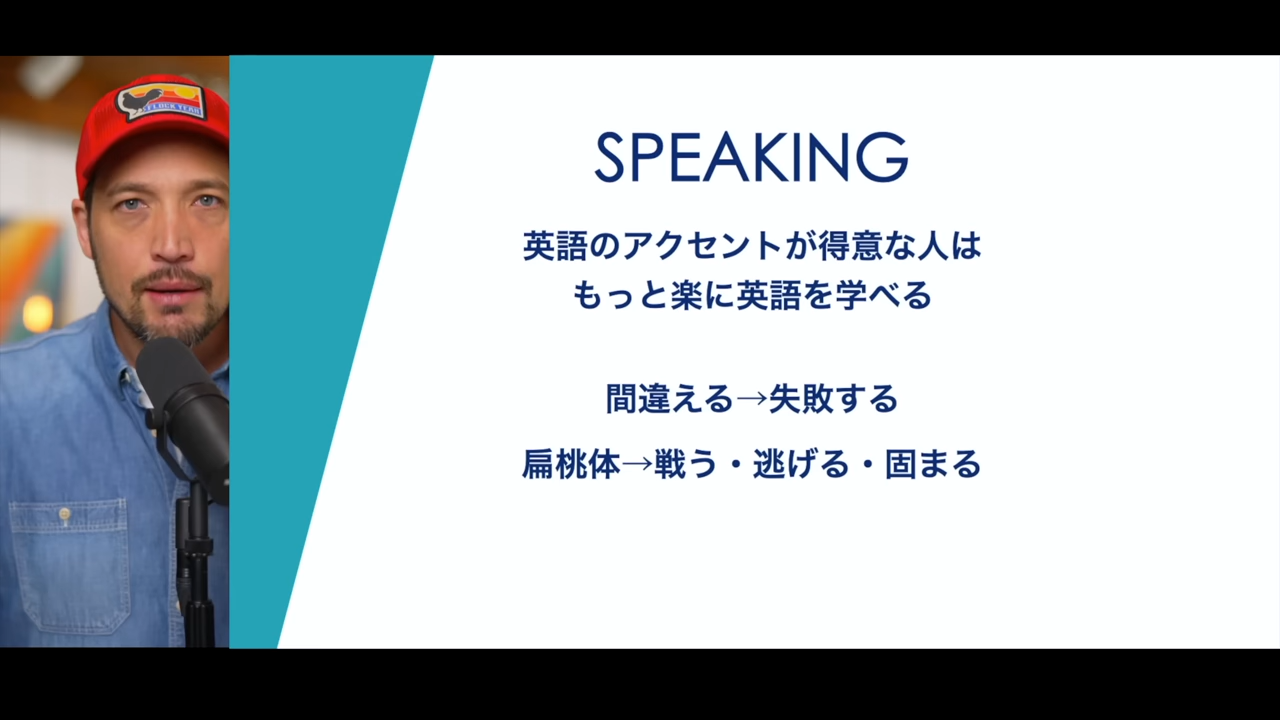 SPEAKING
英語のアクセントが得意な人は
もっと楽に英語を学べる
間違える→失敗する
扁桃体→戦う・逃げる・固まる